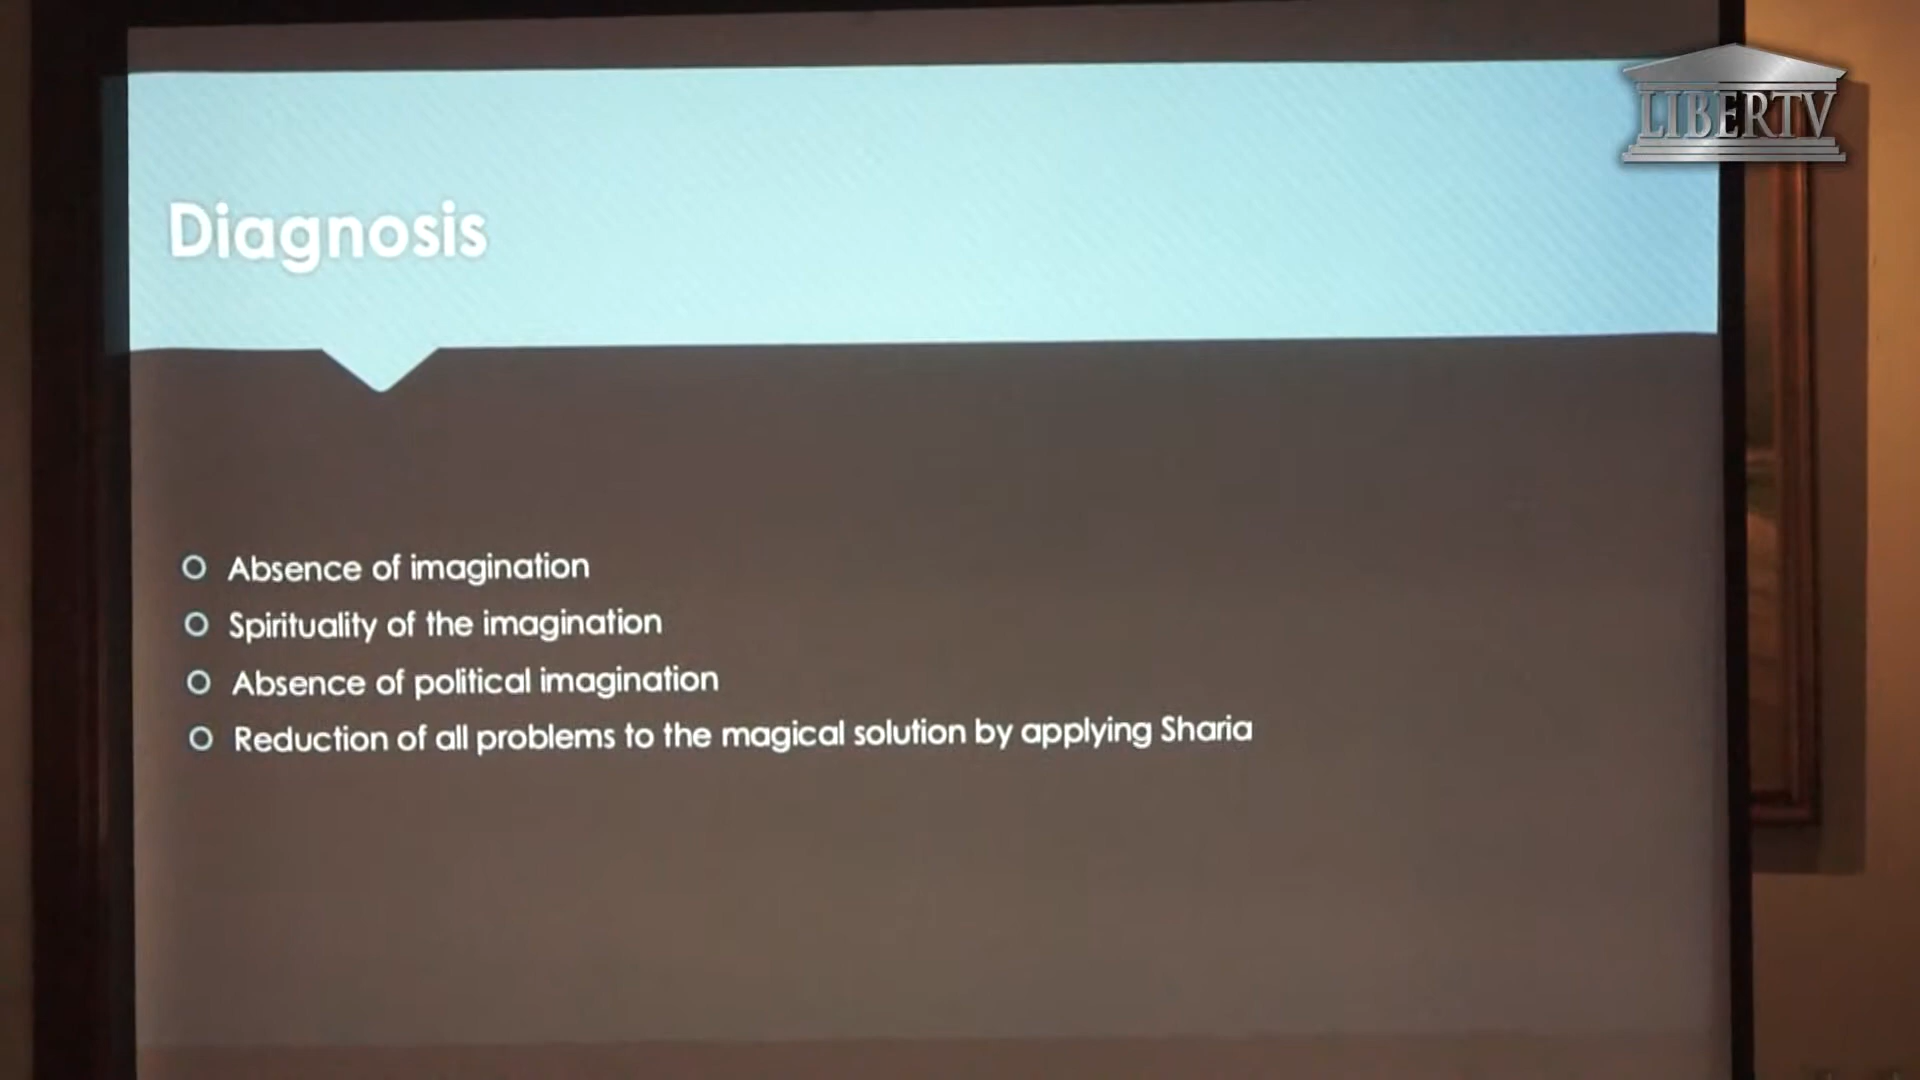 LIBERTV
Diagnosis
Absence of imagination
Spirituality of the imagination
Absence of political imagination
Reduction of all problems to the magical solution by applying Sharia